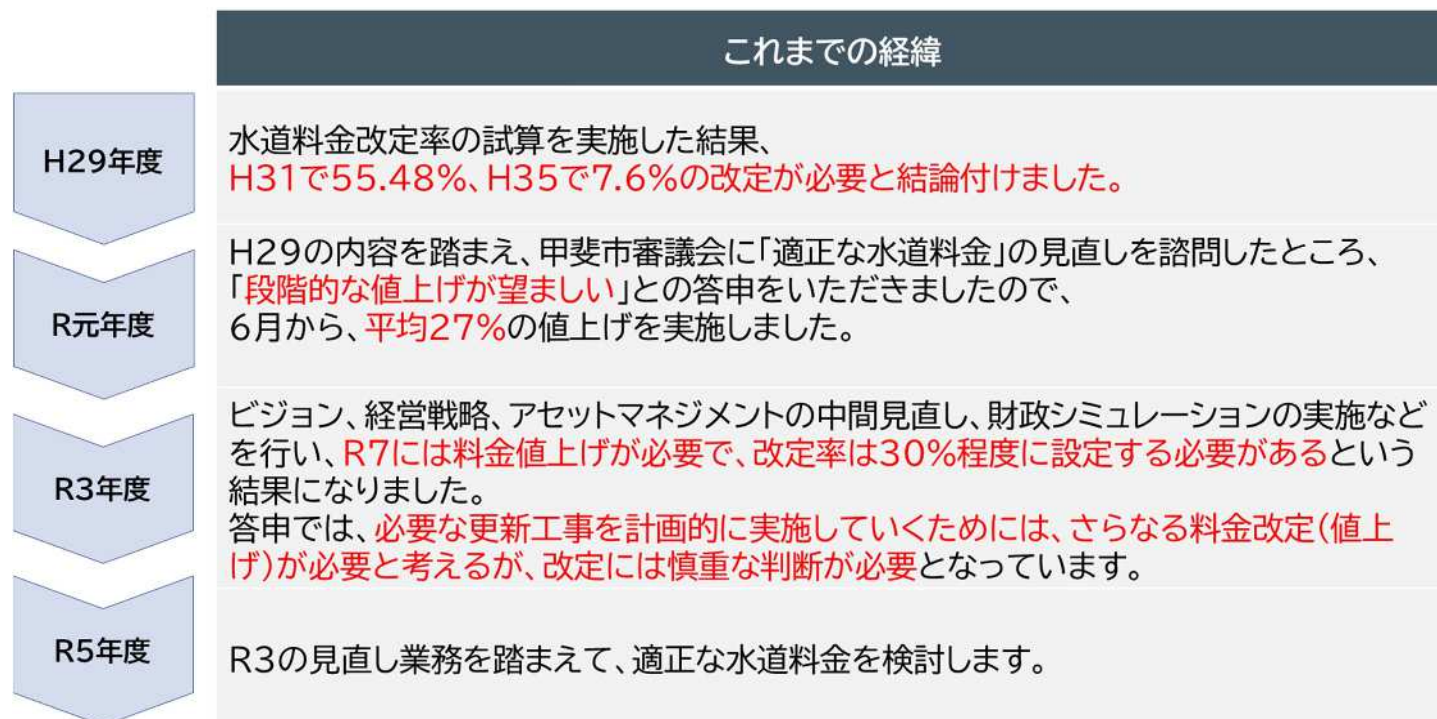 これまでの経緯
H29年度
水道料金改定率の試算を実施した結果、
H31で55.48%、H35で7.6%の改定が必要と結論付けました。
R元年度
H29の内容を踏まえ、甲斐市審議会に「適正な水道料金」の見直しを諮問したところ、
「段階的な値上げが望ましい」との答申をいただきましたので、
6月から、平均27%の値上げを実施しました。
R3年度
ビジョン、経営戦略、アセットマネジメントの中間見直し、財政シミュレーションの実施など
を行い、R7には料金値上げが必要で、改定率は30%程度に設定する必要があるという
結果になりました。
答申では、必要な更新工事を計画的に実施していくためには、さらなる料金改定(値上
げ)が必要と考えるが、改定には慎重な判断が必要となっています。
R5年度
R3の見直し業務を踏まえて、適正な水道料金を検討します。